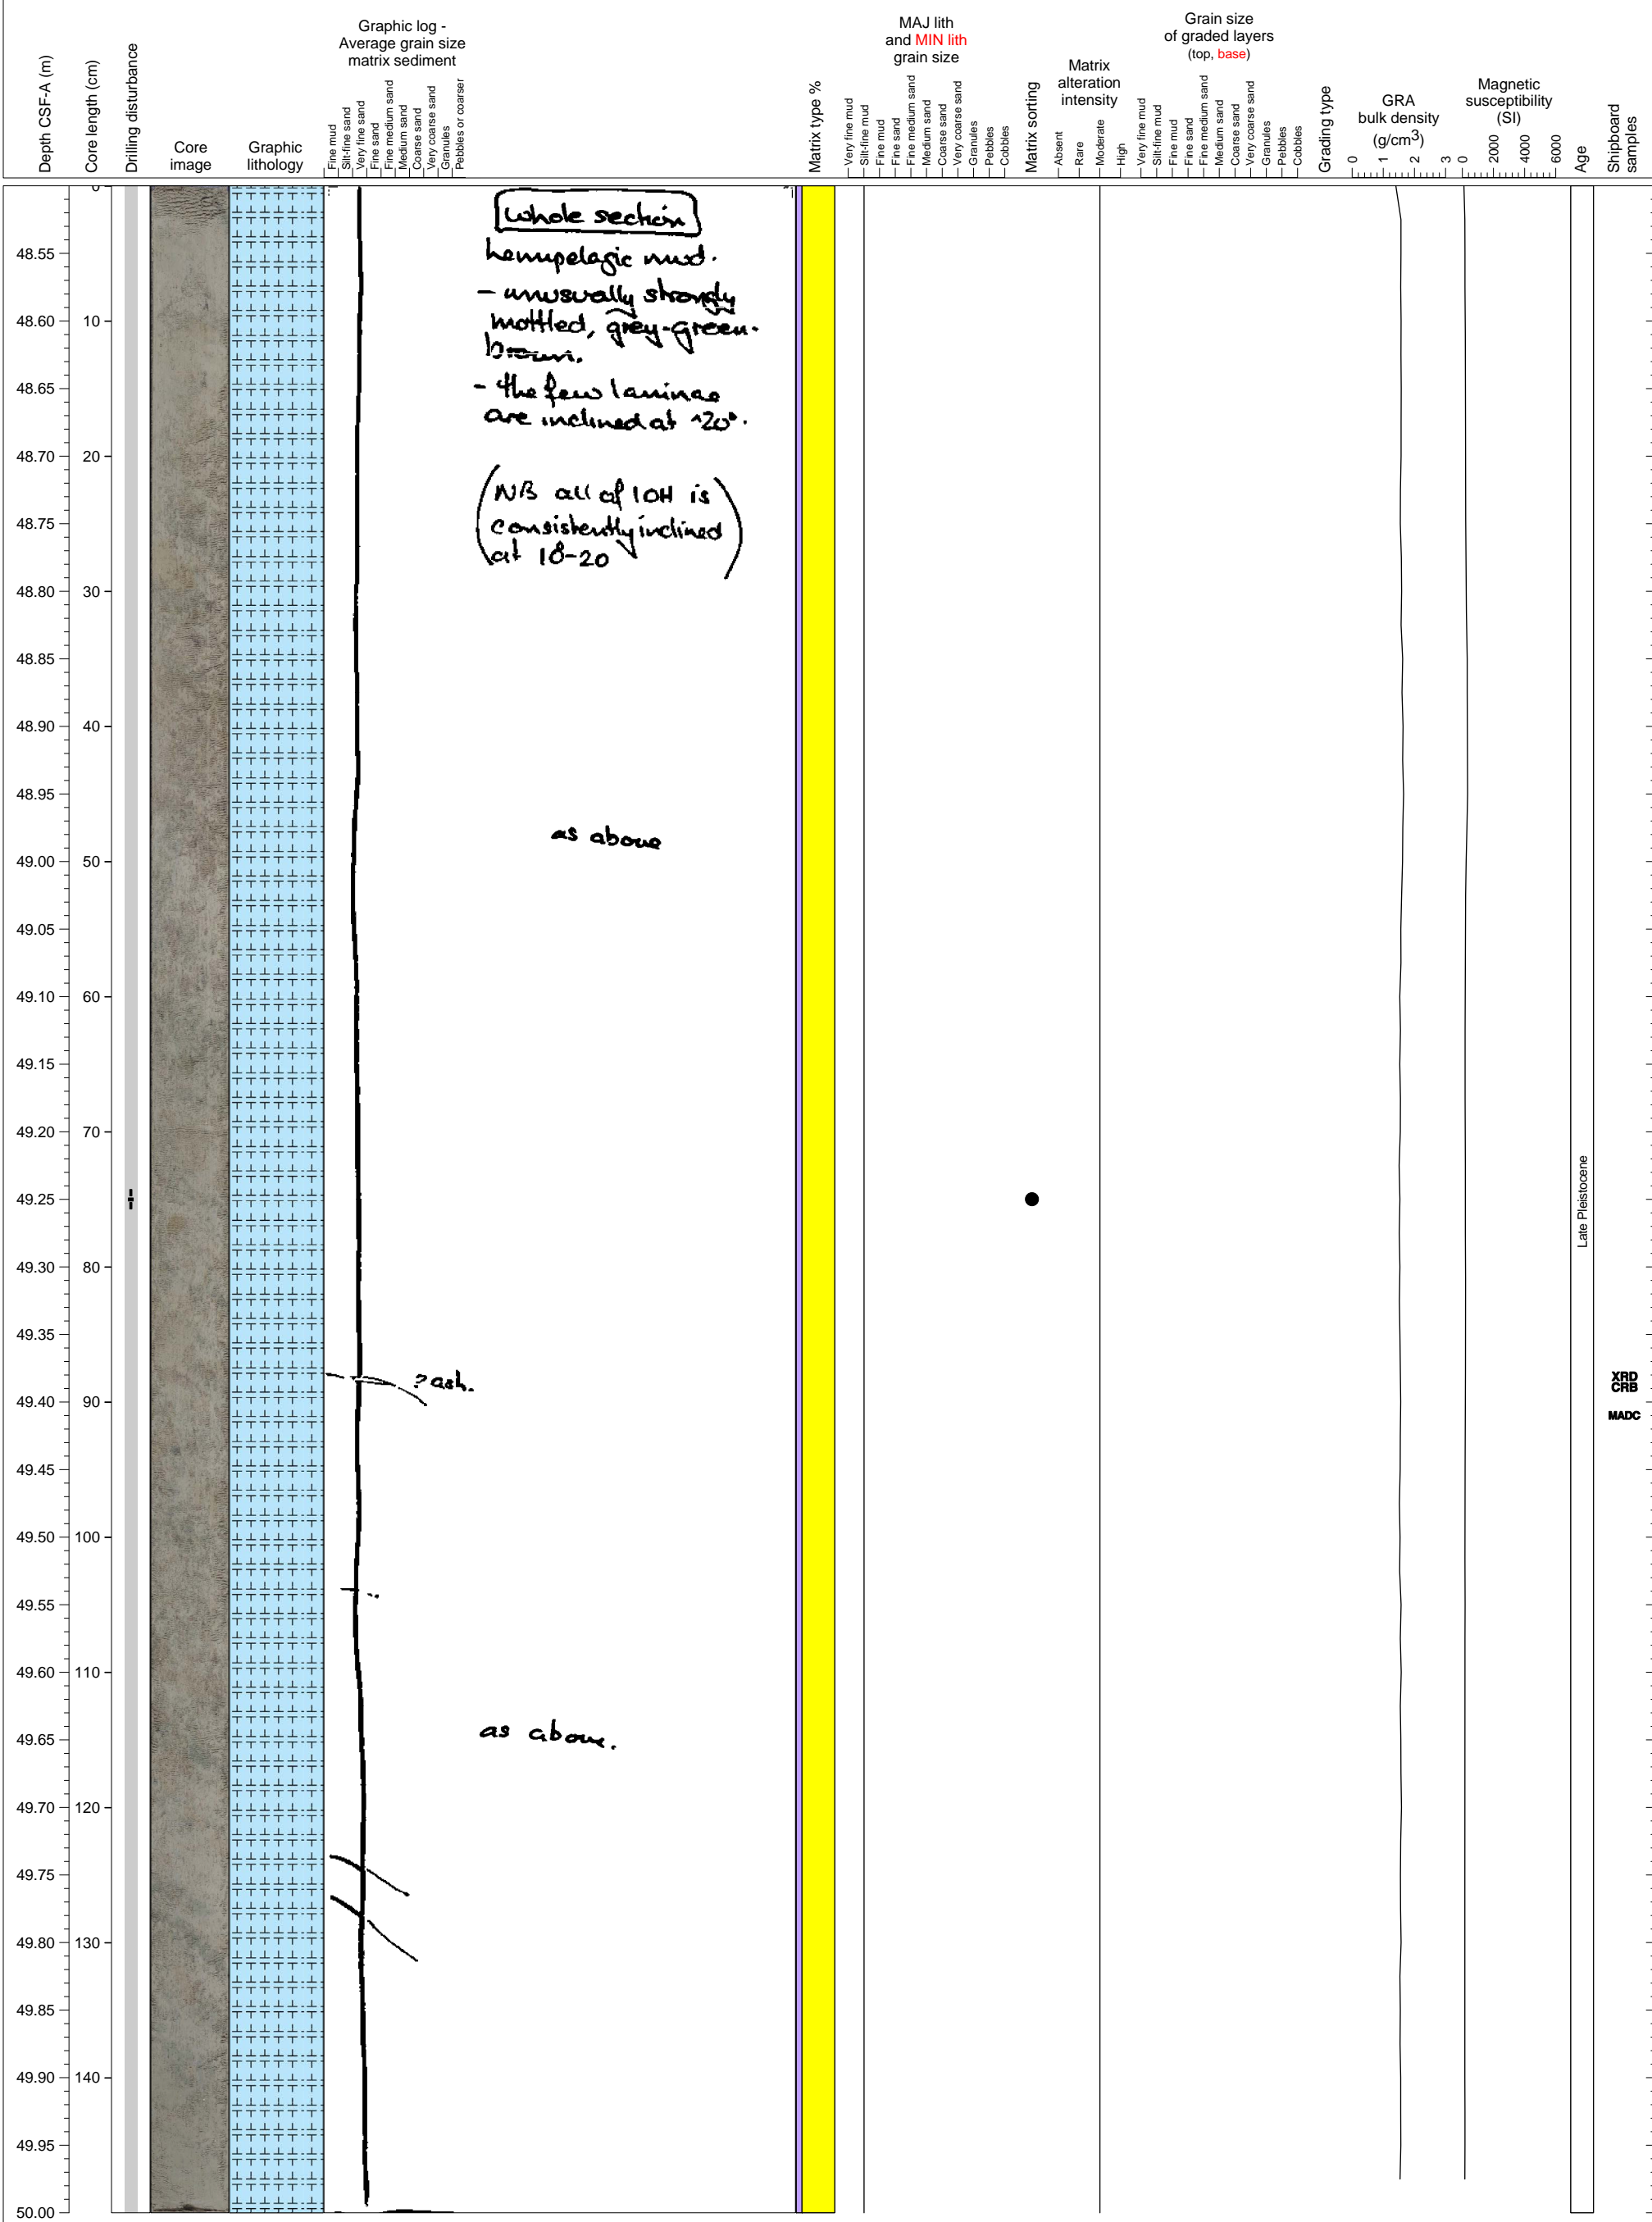 Depth CSF-A (m)
Core length (cm)
Drilling disturbance
Core
image
Graphic
lithology
Graphic log -
Average grain size
matrix sediment
Fine mud
Silt-fine sand
Very fine sand
Fine sand
Fine medium sand
Medium sand
Coarse sand
Very coarse sand
Granules
Pebbles or coarser
Matrix type %
MAJ lith
and MIN lith
grain size
Very fine mud
Silt-fine mud
Fine mud
Fine sand
Fine medium sand
Medium sand
Coarse sand
Very coarse sand
Granules
Pebbles
Cobbles
Matrix sorting
Matrix
alteration
intensity
Absent
Rare
Moderate
High
Grain size
of graded layers
(top, base)
Very fine mud
Silt-fine mud
Fine mud
Fine sand
Fine medium sand
Medium sand
Coarse sand
Very coarse sand
Granules
Pebbles
Cobbles
Grading type
GRA
bulk density
(g/cm3)
0 1 2 3
Magnetic
susceptibility
(SI)
0 2000 4000 6000
Age
Shipboard
samples
0
48.55
48.60 10
48.65
48.70 20
48.75
48.80 30
48.85
48.90 40
48.95
49.00 50
49.05
49.10 60
49.15
49.20 70
49.25
49.30 80
49.35
49.40 90
49.45
49.50 100
49.55
49.60 110
49.65
49.70 120
49.75
49.80 130
49.85
49.90 140
49.95
50.00
whole section
hemipelagic mud.
- unusually strongly
mottled, grey-green-
brown.
- the few laminae
are inclined at ~20°.
(NB all of 10H is
consistently inclined
at 18-20)
as above
? ash.
as above.
Late Pleistocene
XRD
CRB
MADC